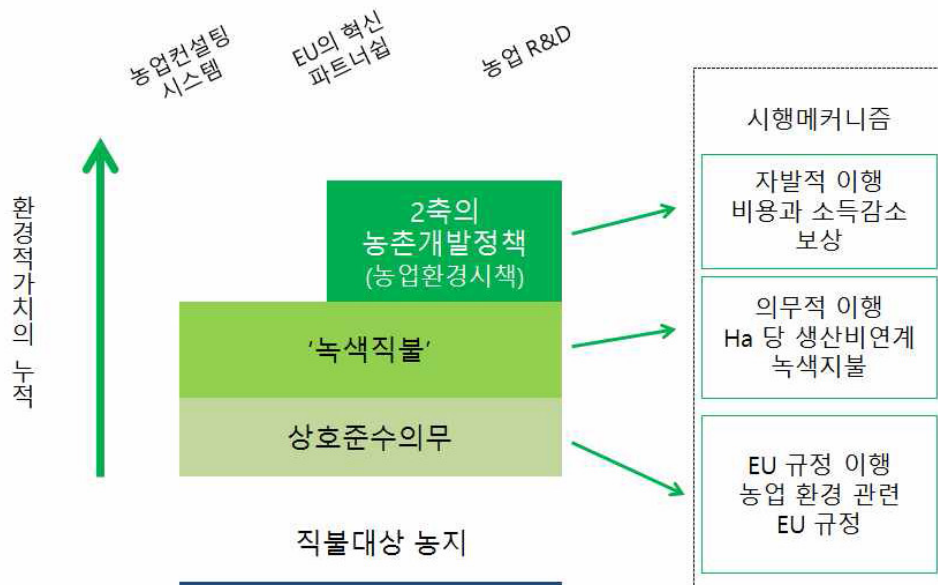 농업컨설팅
시스템
EU의 혁신
파트너쉽
농업 R&D
환경적가치의 누적
2축의
농촌개발정책
(농업환경시책)
'녹색직불'
상호준수의무
직불대상 농지
시행메커니즘
자발적 이행
비용과 소득감소
보상
의무적 이행
Ha 당 생산비연계
녹색지불
EU 규정 이행
농업 환경 관련
EU 규정